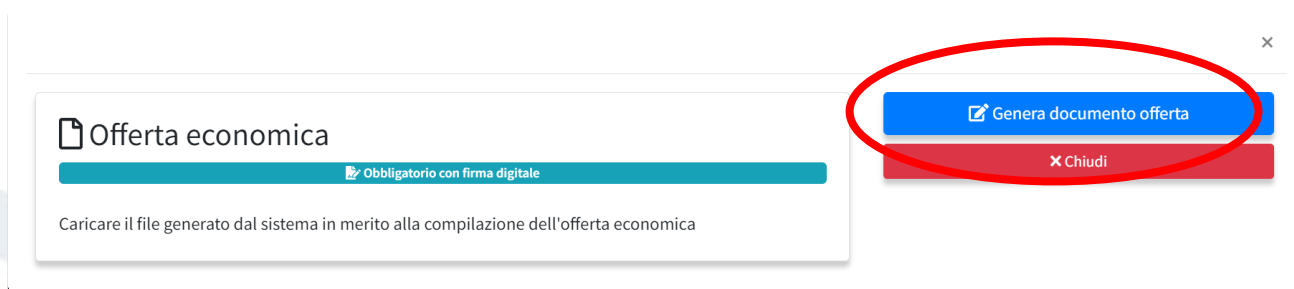 ×
Offerta economica
Obbligatorio con firma digitale
Caricare il file generato dal sistema in merito alla compilazione dell'offerta economica
Genera documento offerta
Chiudi